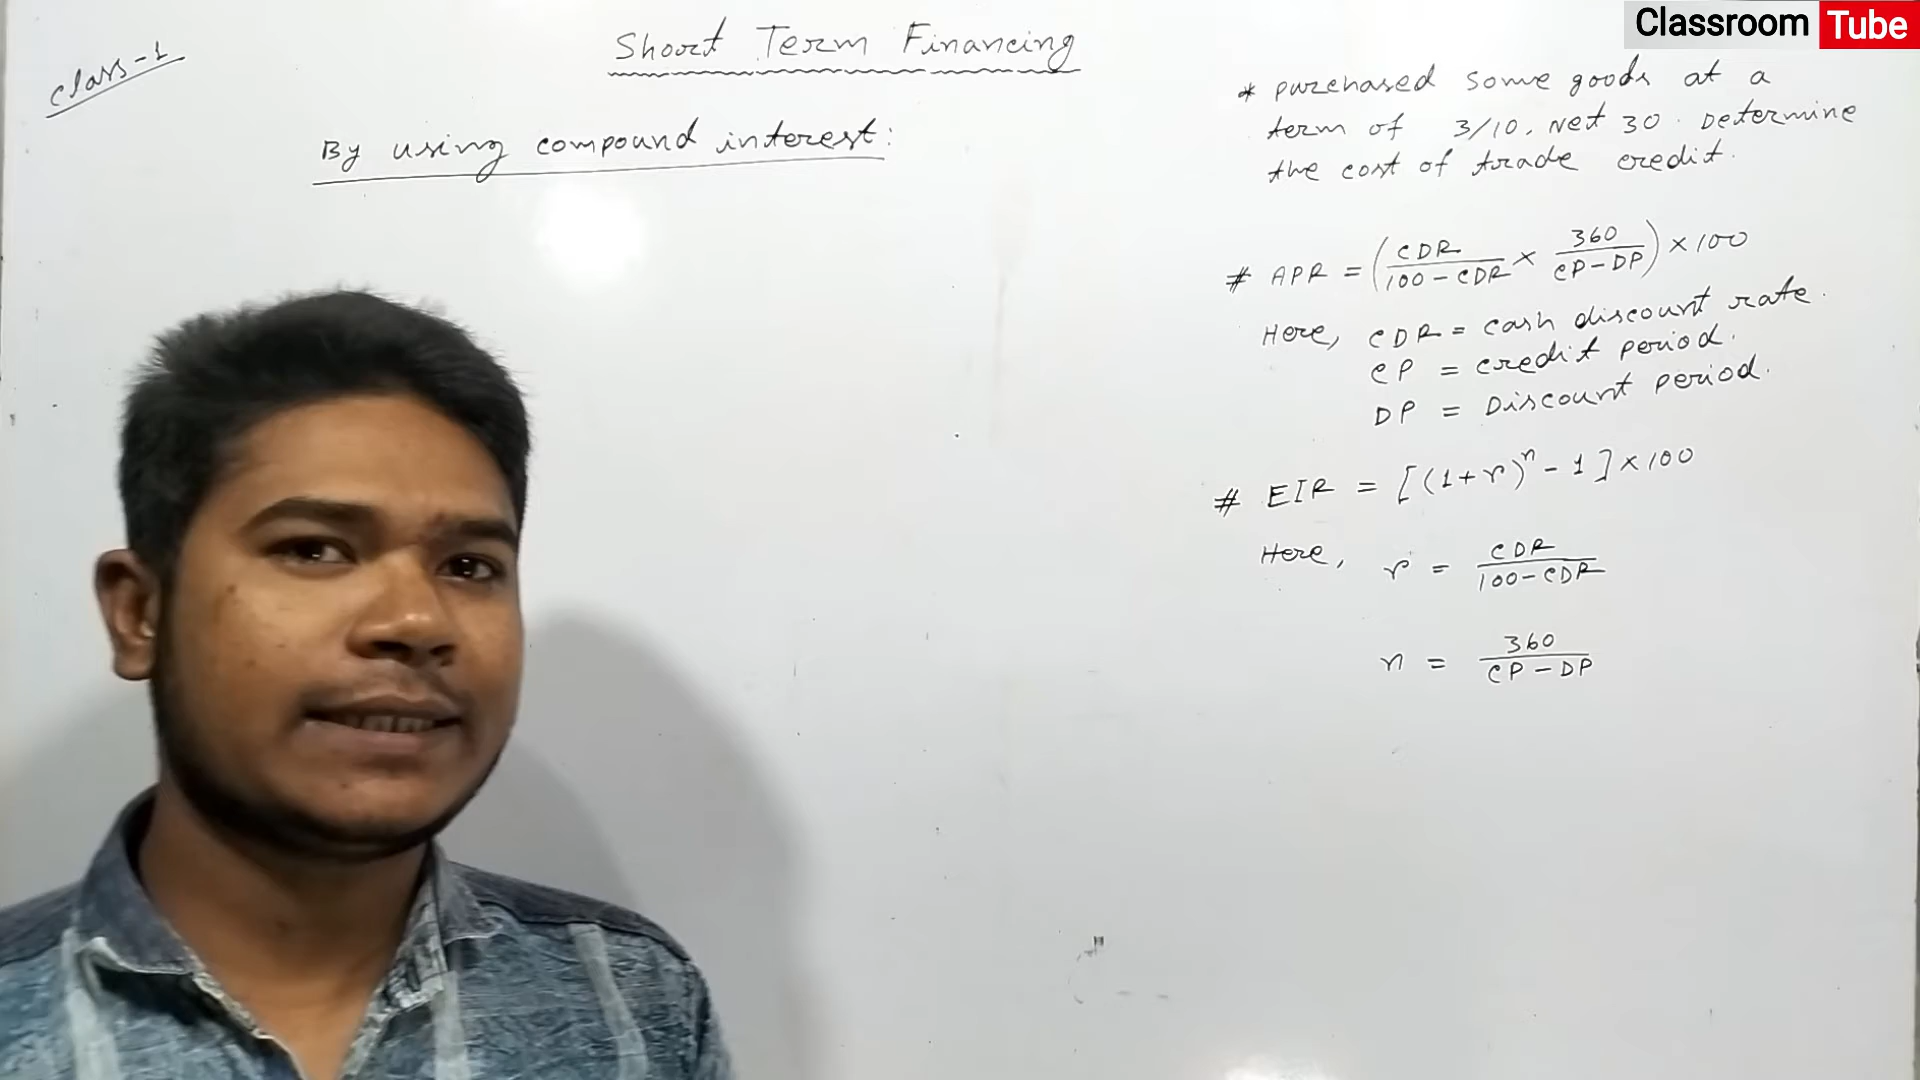 Classroom Tube
class-1
Short Term Financing
By using compound interest:
* purchased some goods at a
term of 3/10, Net 30. Determine
the cost of trade credit.
# APR = (CDR / 100 - CDR × 360 / CP - DP) × 100
Here, CDR = cash discount rate.
CP = credit period.
DP = Discount period.
# EIR = [(1 + r)^n - 1] × 100
Here, r = CDR / 100 - CDR
n = 360 / CP - DP